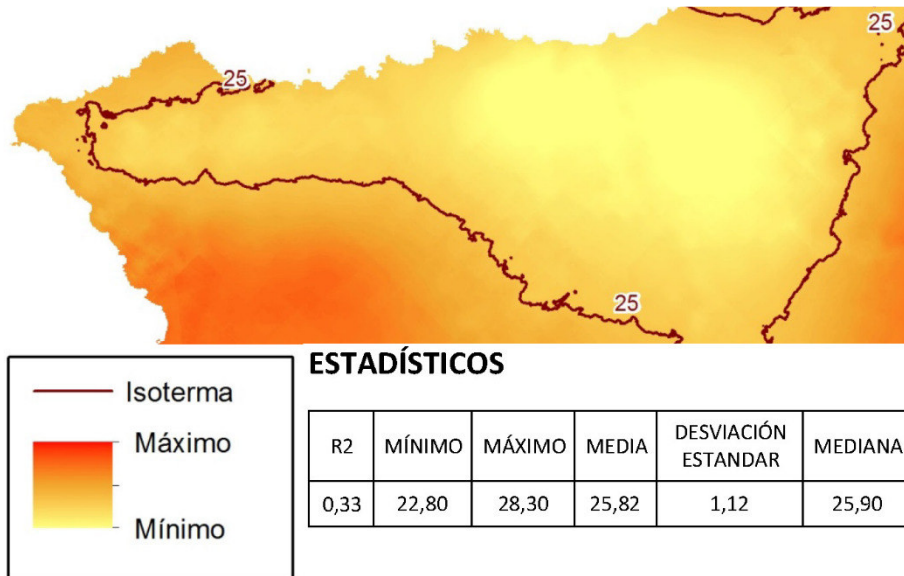 25
25
25
Isoterma
Máximo
Mínimo
ESTADÍSTICOS
R2 MÍNIMO MÁXIMO MEDIA DESVIACIÓN ESTANDAR MEDIANA
0,33 22,80 28,30 25,82 1,12 25,90